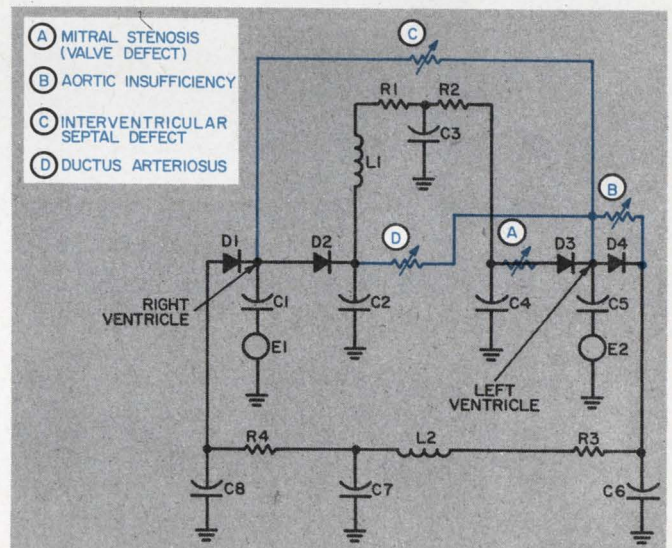 A MITRAL STENOSIS
(VALVE DEFECT)
B AORTIC INSUFFICIENCY
C INTERVENTRICULAR
SEPTAL DEFECT
D DUCTUS ARTERIOSUS
C
R1 R2
C3
L1
B
D1 D2 D A D3 D4
RIGHT
VENTRICLE
C1 C2 C4 C5
E1 E2
LEFT
VENTRICLE
R4 L2 R3
C8 C7 C6